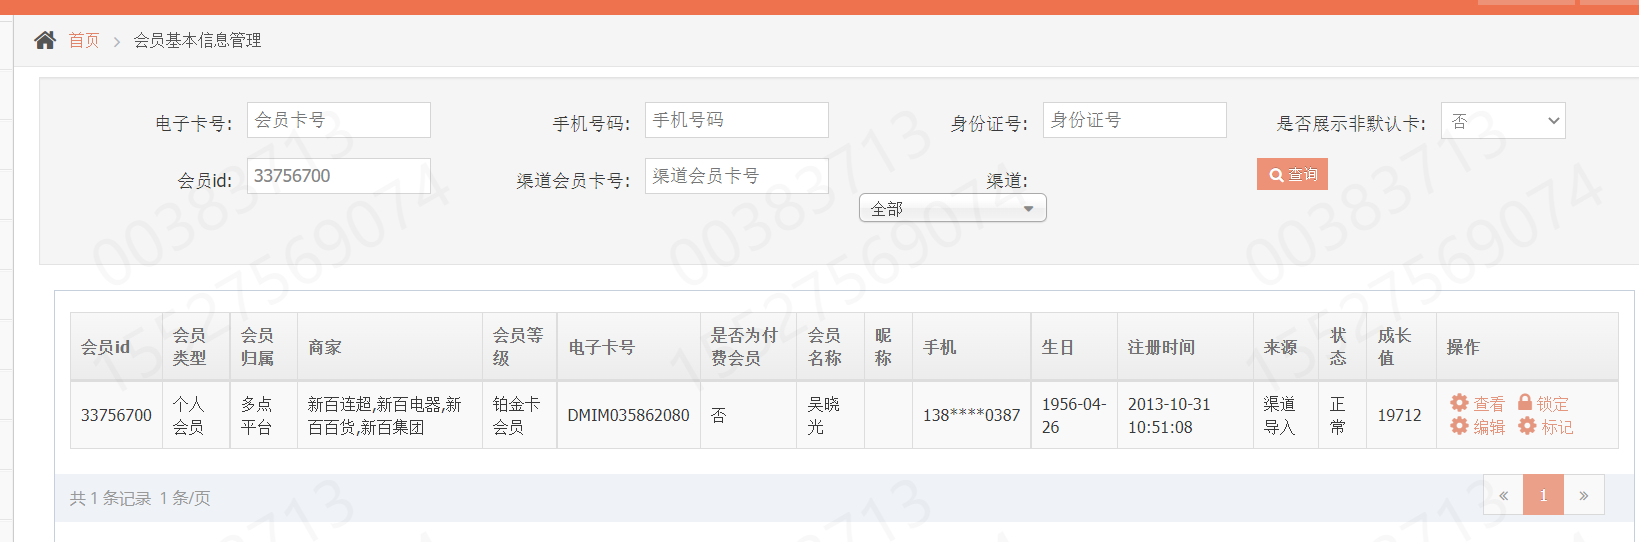 首页 > 会员基本信息管理
电子卡号: 会员卡号 手机号码: 手机号码 身份证号: 身份证号 是否展示非默认卡: 否
会员id: 33756700 渠道会员卡号: 渠道会员卡号 渠道: 查询
全部
会员id 会员类型 会员归属 商家 会员等级 电子卡号 是否为付费会员 会员名称 昵称 手机 生日 注册时间 来源 状态 成长值 操作
33756700 个人会员 多点平台 新百连超,新百电器,新百百货,新百集团 铂金卡会员 DMIM035862080 否 吴晓光 138****0387 1956-04-26 2013-10-31 10:51:08 渠道导入 正常 19712 查看 锁定 编辑 标记
共 1 条记录 1 条/页 « 1 »
00383713
15527569074
00383713
15527569074
00383713
15527569074